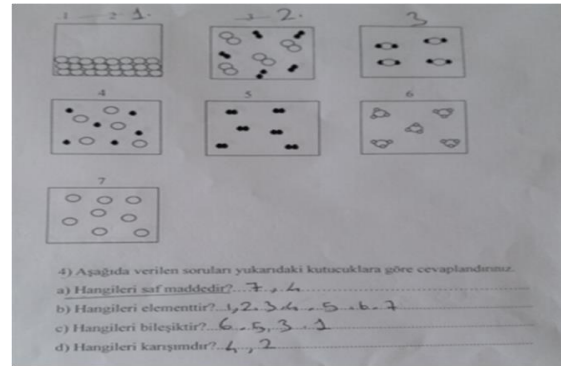 1 2 1. 3 2. 3
4 5 6
7
4) Aşağıda verilen soruları yukarıdaki kutucuklara göre cevaplandırınız.
a) Hangileri saf maddedir?..7, 4
b) Hangileri elementtir?..1, 2. 3. 4. 5. 6. 7
c) Hangileri bileşiktir?..6. 5, 3. 1
d) Hangileri karışımdır?..4, 2